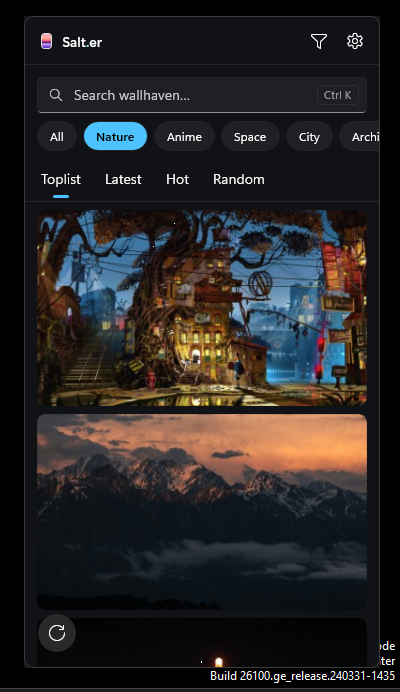 Salt.er
Search wallhaven...
Ctrl K
All
Nature
Anime
Space
City
Archi
Toplist
Latest
Hot
Random
ode
ter
Build 26100.ge_release.240331-1435